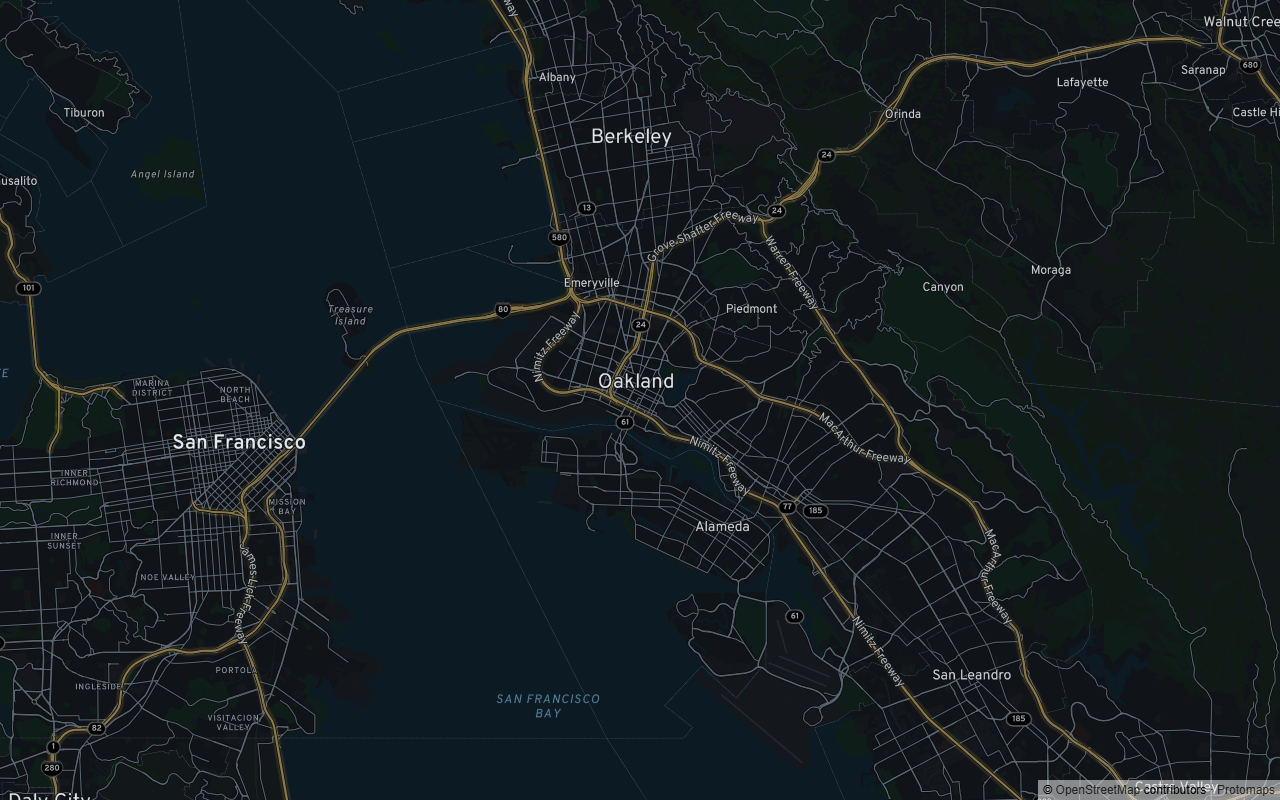 way
Walnut Cree
680
Saranap
Albany
Lafayette
Tiburon
Orinda
Castle Hi
Berkeley
24
Angel Island
usalito
13
24
Grove Shafter Freeway
580
Warren Freeway
Moraga
101
Emeryville
Canyon
80
Treasure
Island
Piedmont
24
Nimitz Freeway
E
MARINA
DISTRICT
NORTH
BEACH
Oakland
61
San Francisco
MacArthur Freeway
Nimitz Freeway
INNER
RICHMOND
MISSION
BAY
77
185
Alameda
INNER
SUNSET
NOE VALLEY
James Lick Freeway
MacArthur Freeway
61
Nimitz Freeway
PORTOL
San Leandro
INGLESIDE
SAN FRANCISCO
BAY
VISITACION
VALLEY
82
185
1
280
Daly City
Castro Valley
© OpenStreetMap contributors Protomaps